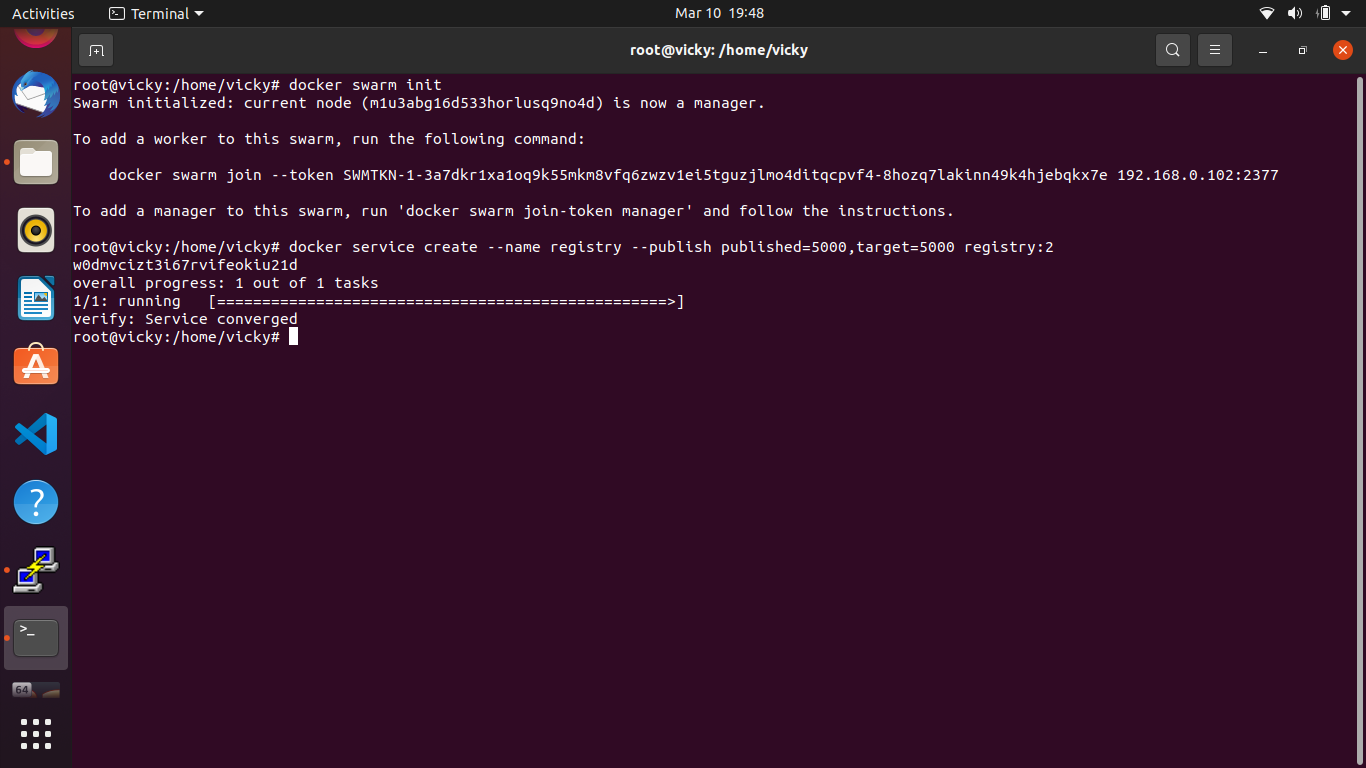 Activities
Terminal
Mar 10 19:48
root@vicky: /home/vicky
root@vicky:/home/vicky# docker swarm init
Swarm initialized: current node (m1u3abg16d533horlusq9no4d) is now a manager.
To add a worker to this swarm, run the following command:
docker swarm join --token SWMTKN-1-3a7dkr1xa1oq9k55mkm8vfq6zwzv1ei5tguzjlmo4ditqcpvf4-8hozq7lakinn49k4hjebqkx7e 192.168.0.102:2377
To add a manager to this swarm, run 'docker swarm join-token manager' and follow the instructions.
root@vicky:/home/vicky# docker service create --name registry --publish published=5000,target=5000 registry:2
w0dmvcizt3i67rvifeokiu21d
overall progress: 1 out of 1 tasks
1/1: running   [==================================================>]
verify: Service converged
root@vicky:/home/vicky#
>_
64